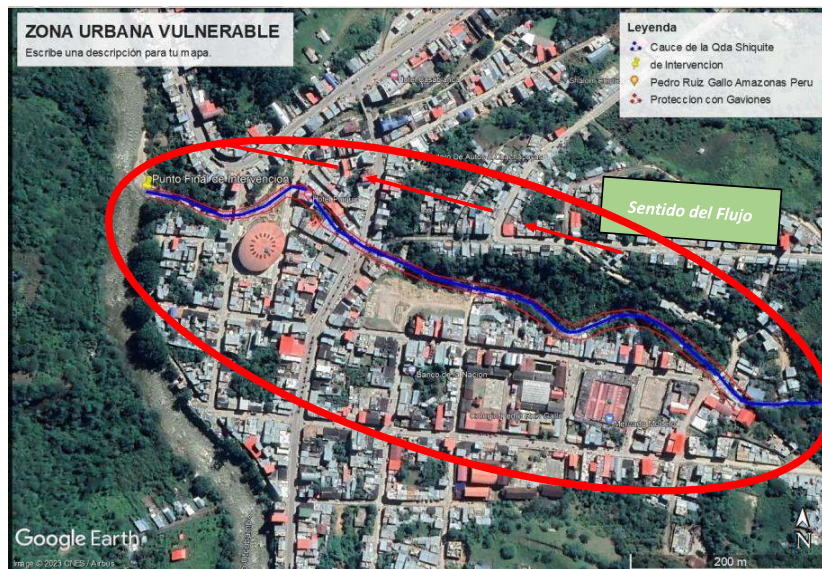 ZONA URBANA VULNERABLE
Escribe una descripción para tu mapa.
Leyenda
Cauce de la Qda Shiquite
de Intervencion
Pedro Ruiz Gallo Amazonas Peru
Proteccion con Gaviones
Punto Final de Intervencion
Sentido del Flujo
Banco de la Nacion
Google Earth
Image © 2023 CNES / Airbus
N
200 m